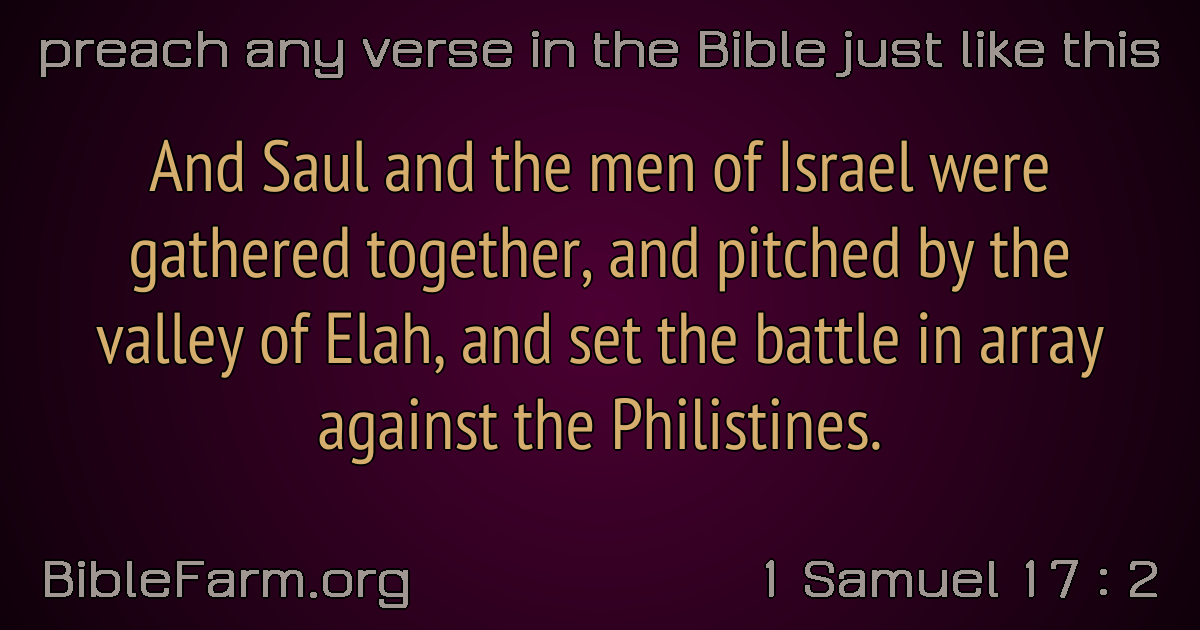 preach any verse in the Bible just like this
And Saul and the men of Israel were
gathered together, and pitched by the
valley of Elah, and set the battle in array
against the Philistines.
BibleFarm.org
1 Samuel 17 : 2